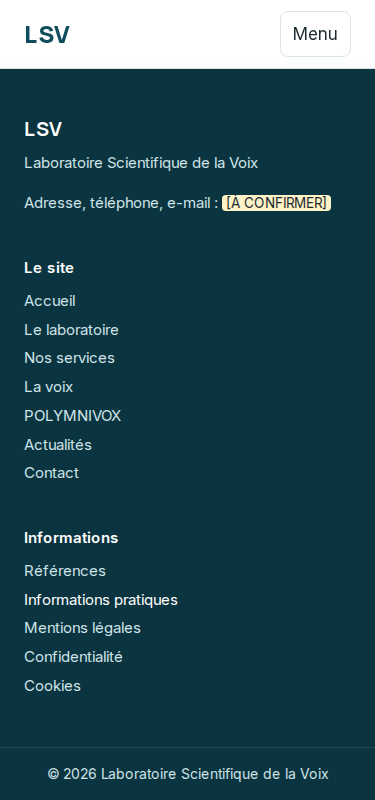 LSV
Menu
LSV
Laboratoire Scientifique de la Voix
Adresse, téléphone, e-mail : [À CONFIRMER]
Le site
Accueil
Le laboratoire
Nos services
La voix
POLYMNIVOX
Actualités
Contact
Informations
Références
Informations pratiques
Mentions légales
Confidentialité
Cookies
© 2026 Laboratoire Scientifique de la Voix